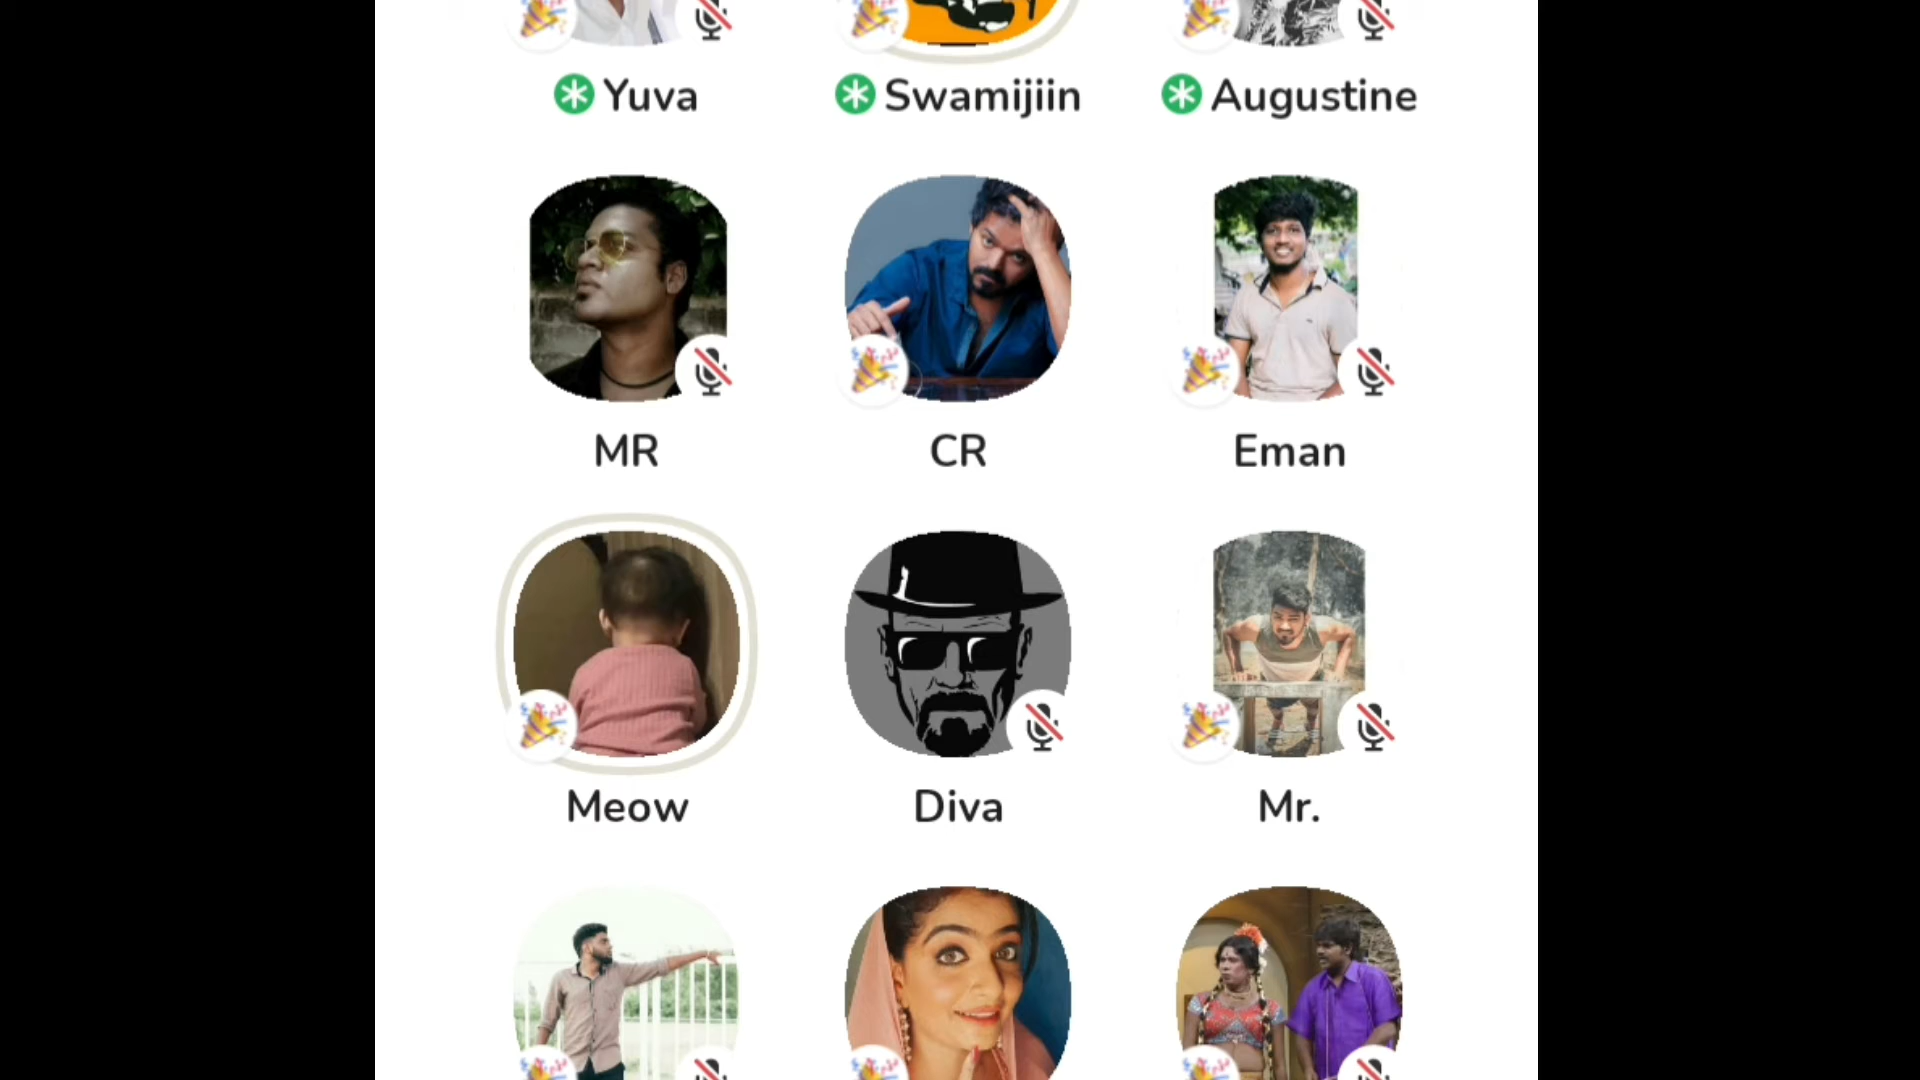 Yuva
Swamijiin
Augustine
MR
CR
Eman
Meow
Diva
Mr.